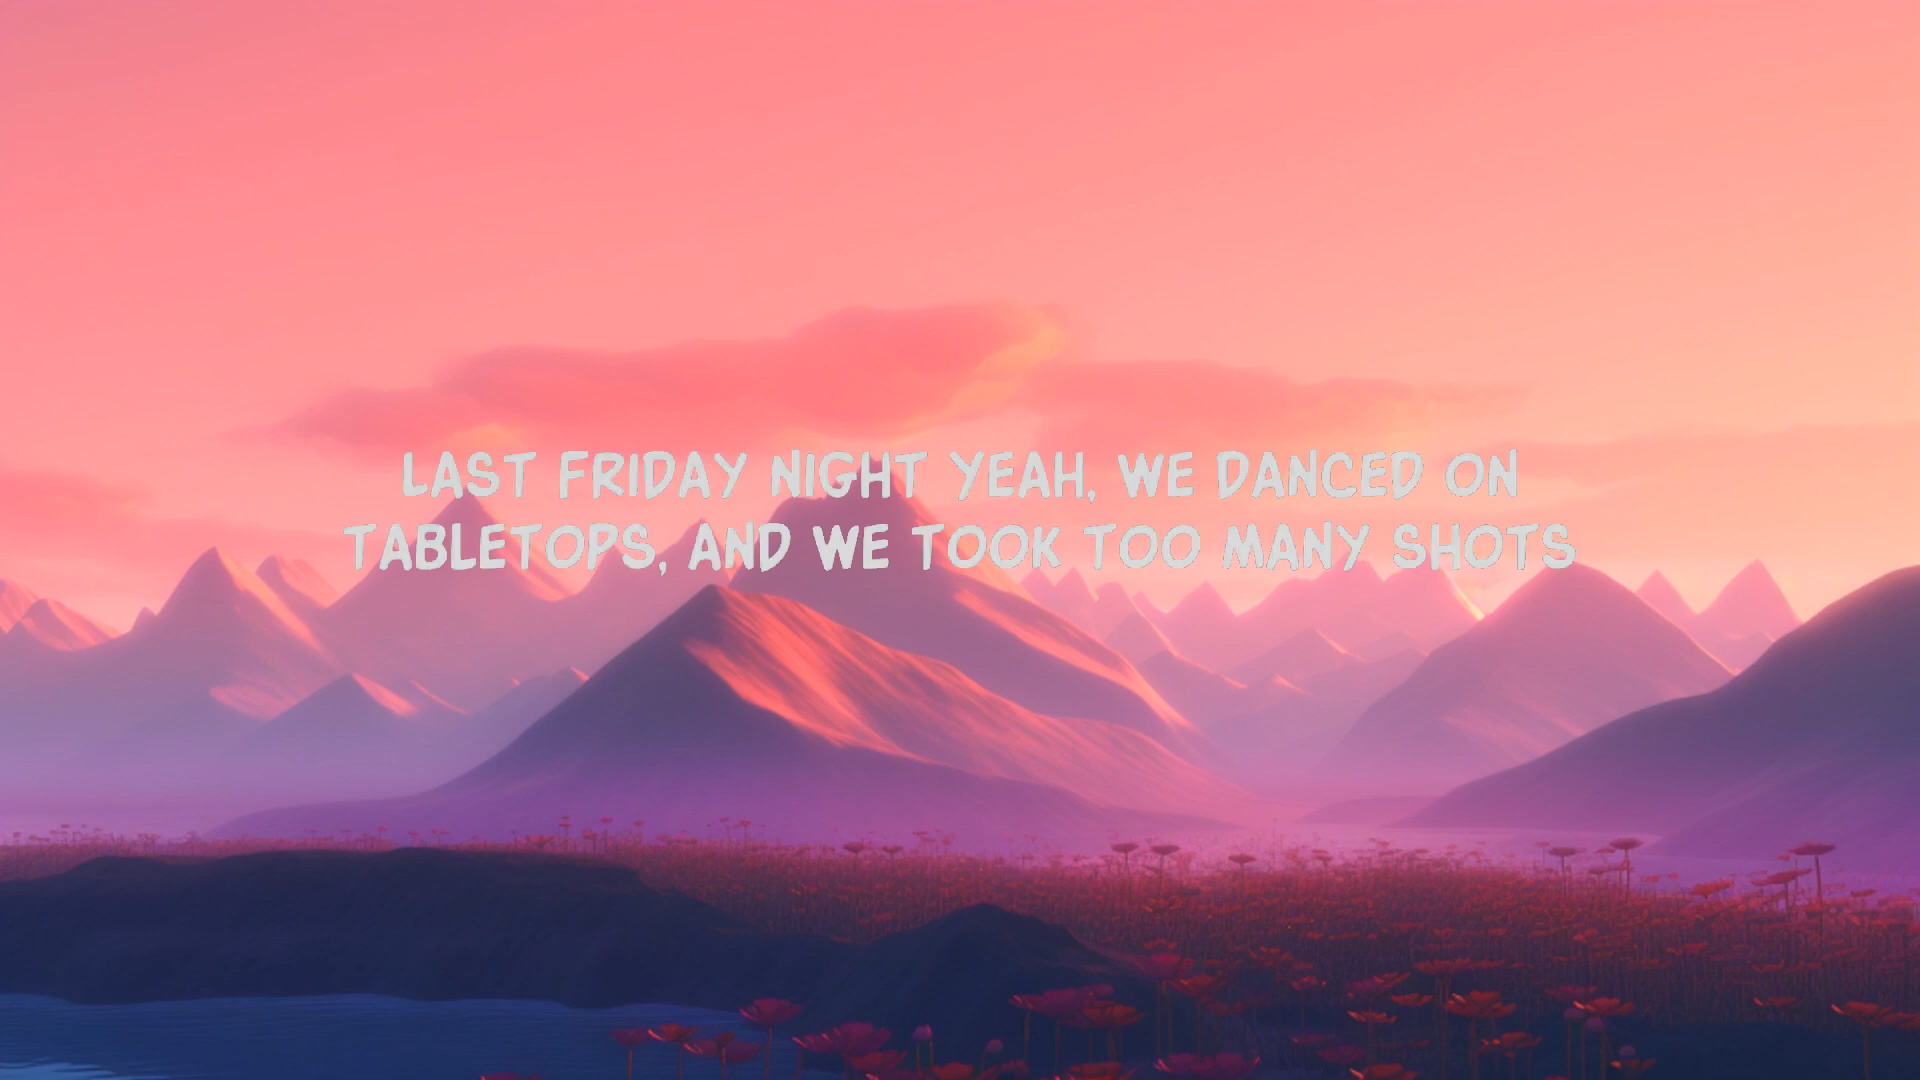 LAST FRIDAY NIGHT YEAH, WE DANCED ON
TABLETOPS, AND WE TOOK TOO MANY SHOTS